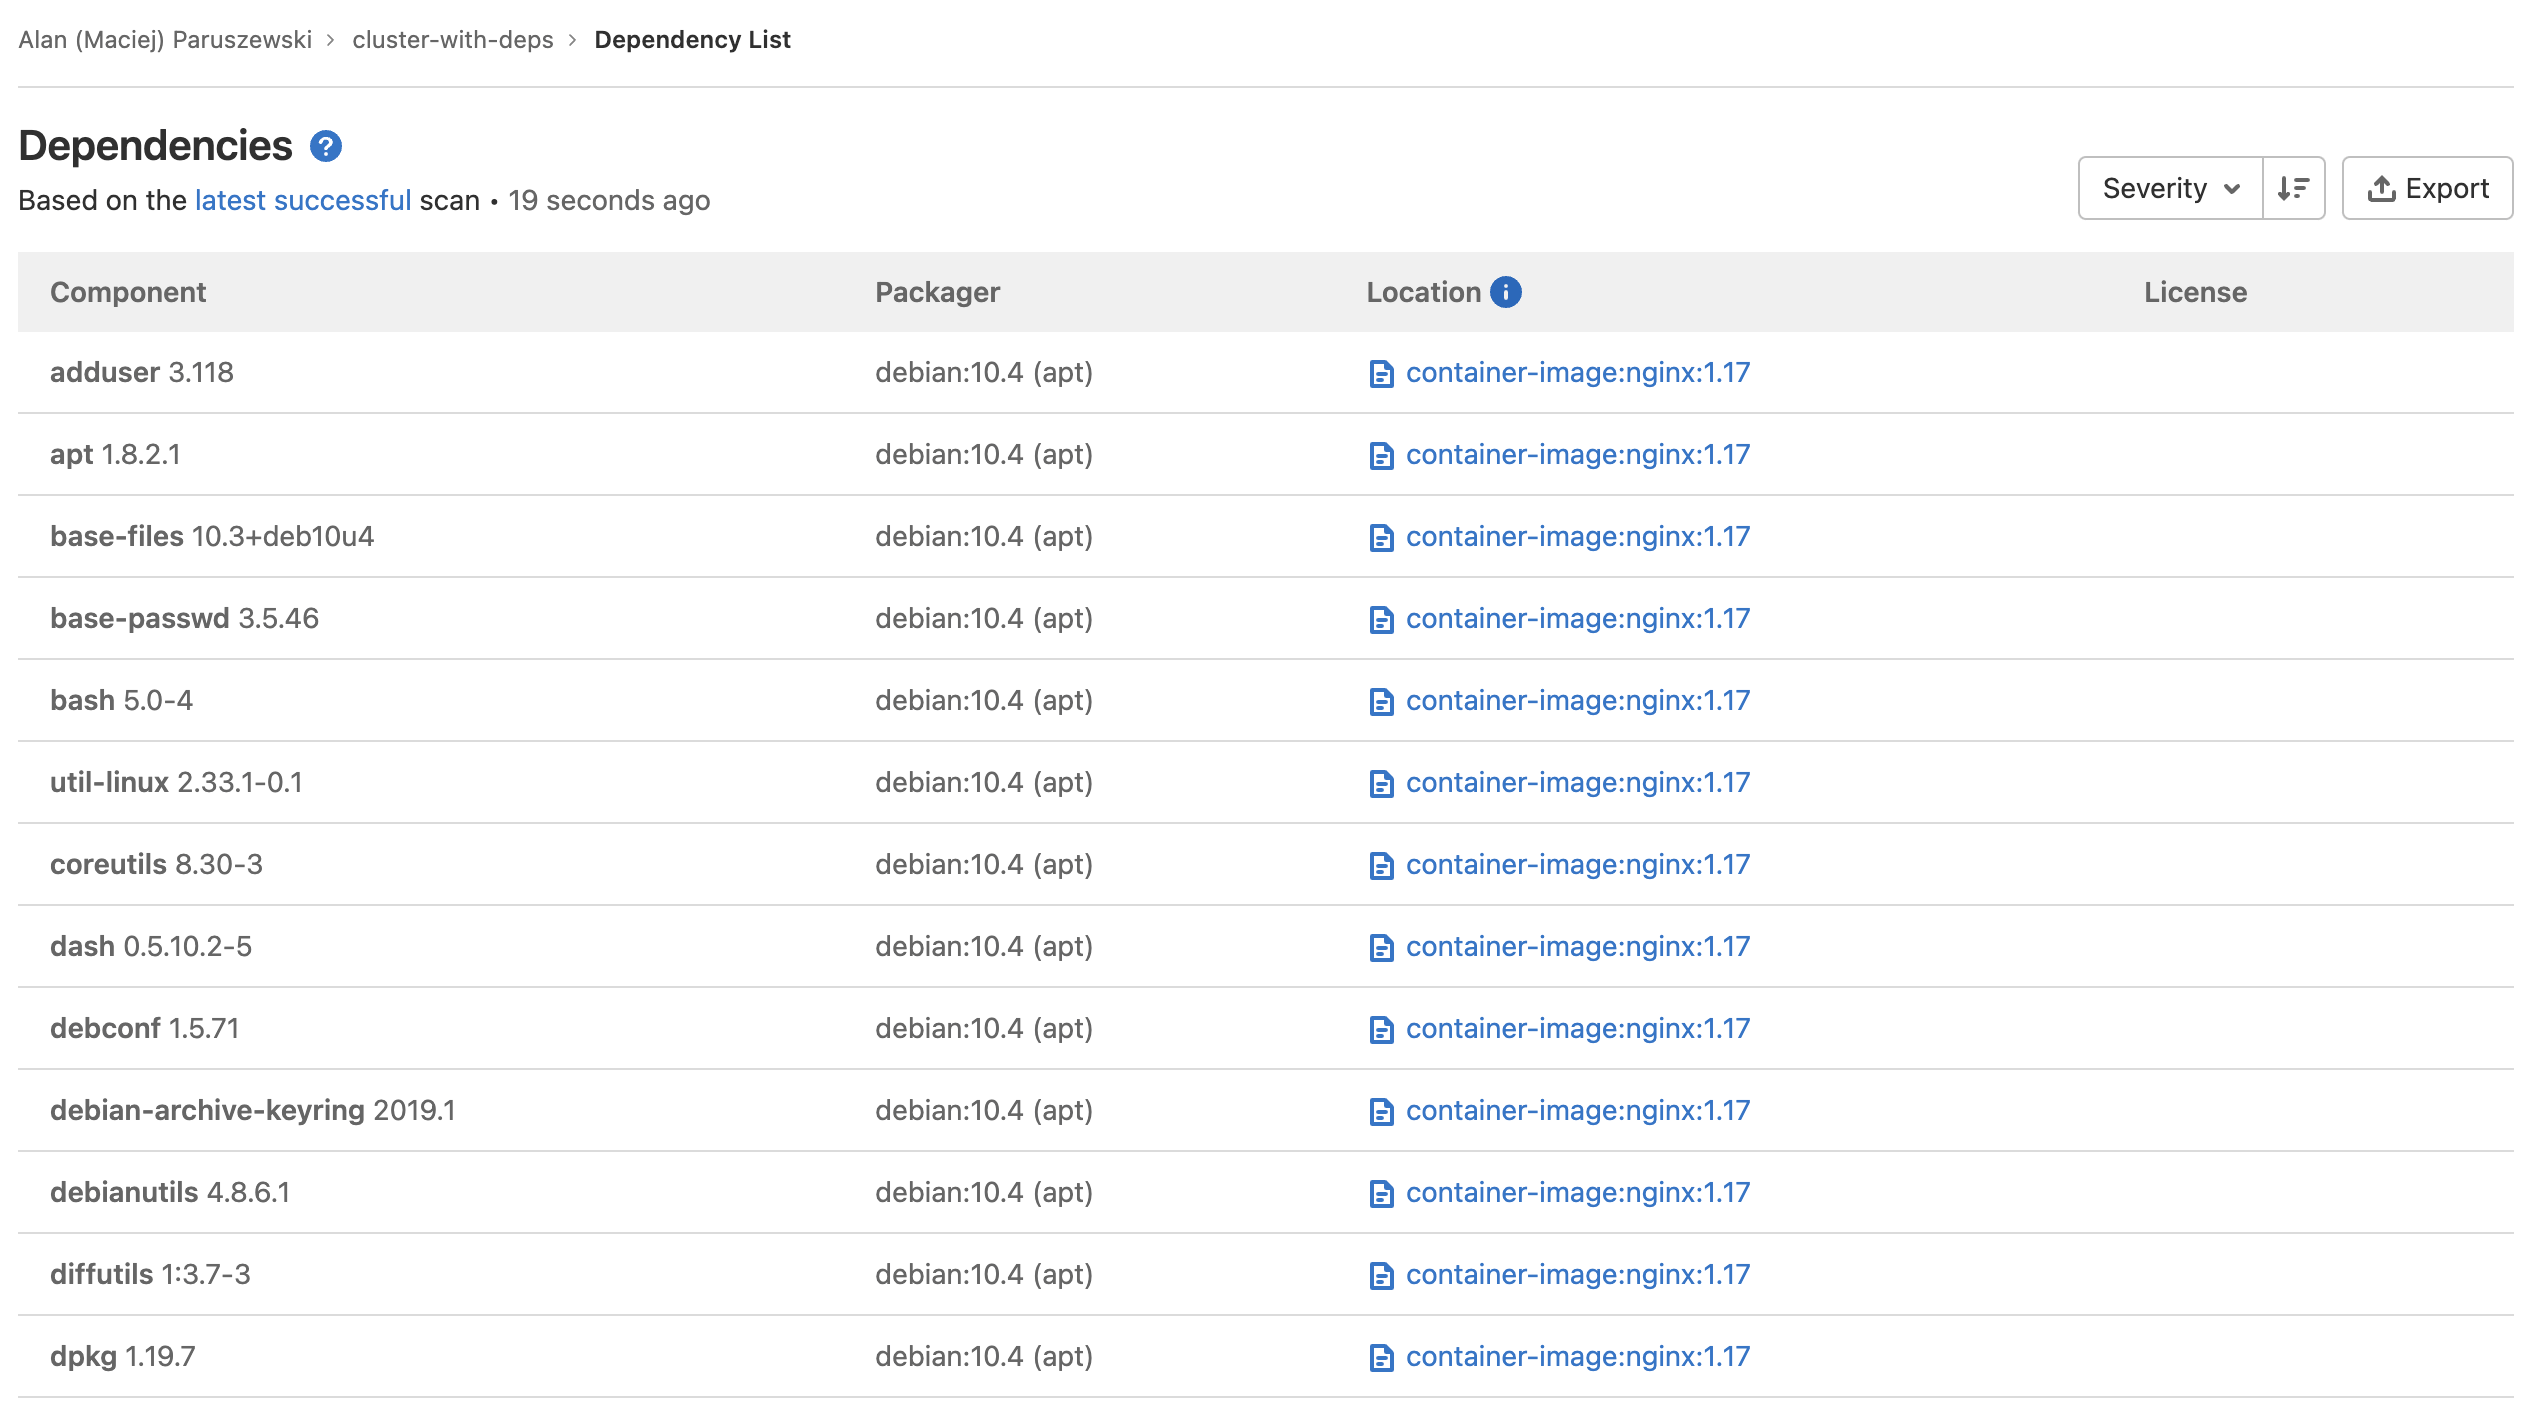 Alan (Maciej) Paruszewski › cluster-with-deps › Dependency List
Dependencies ?
Based on the latest successful scan • 19 seconds ago
Severity
Export
Component Packager Location i License
adduser 3.118 debian:10.4 (apt) container-image:nginx:1.17
apt 1.8.2.1 debian:10.4 (apt) container-image:nginx:1.17
base-files 10.3+deb10u4 debian:10.4 (apt) container-image:nginx:1.17
base-passwd 3.5.46 debian:10.4 (apt) container-image:nginx:1.17
bash 5.0-4 debian:10.4 (apt) container-image:nginx:1.17
util-linux 2.33.1-0.1 debian:10.4 (apt) container-image:nginx:1.17
coreutils 8.30-3 debian:10.4 (apt) container-image:nginx:1.17
dash 0.5.10.2-5 debian:10.4 (apt) container-image:nginx:1.17
debconf 1.5.71 debian:10.4 (apt) container-image:nginx:1.17
debian-archive-keyring 2019.1 debian:10.4 (apt) container-image:nginx:1.17
debianutils 4.8.6.1 debian:10.4 (apt) container-image:nginx:1.17
diffutils 1:3.7-3 debian:10.4 (apt) container-image:nginx:1.17
dpkg 1.19.7 debian:10.4 (apt) container-image:nginx:1.17